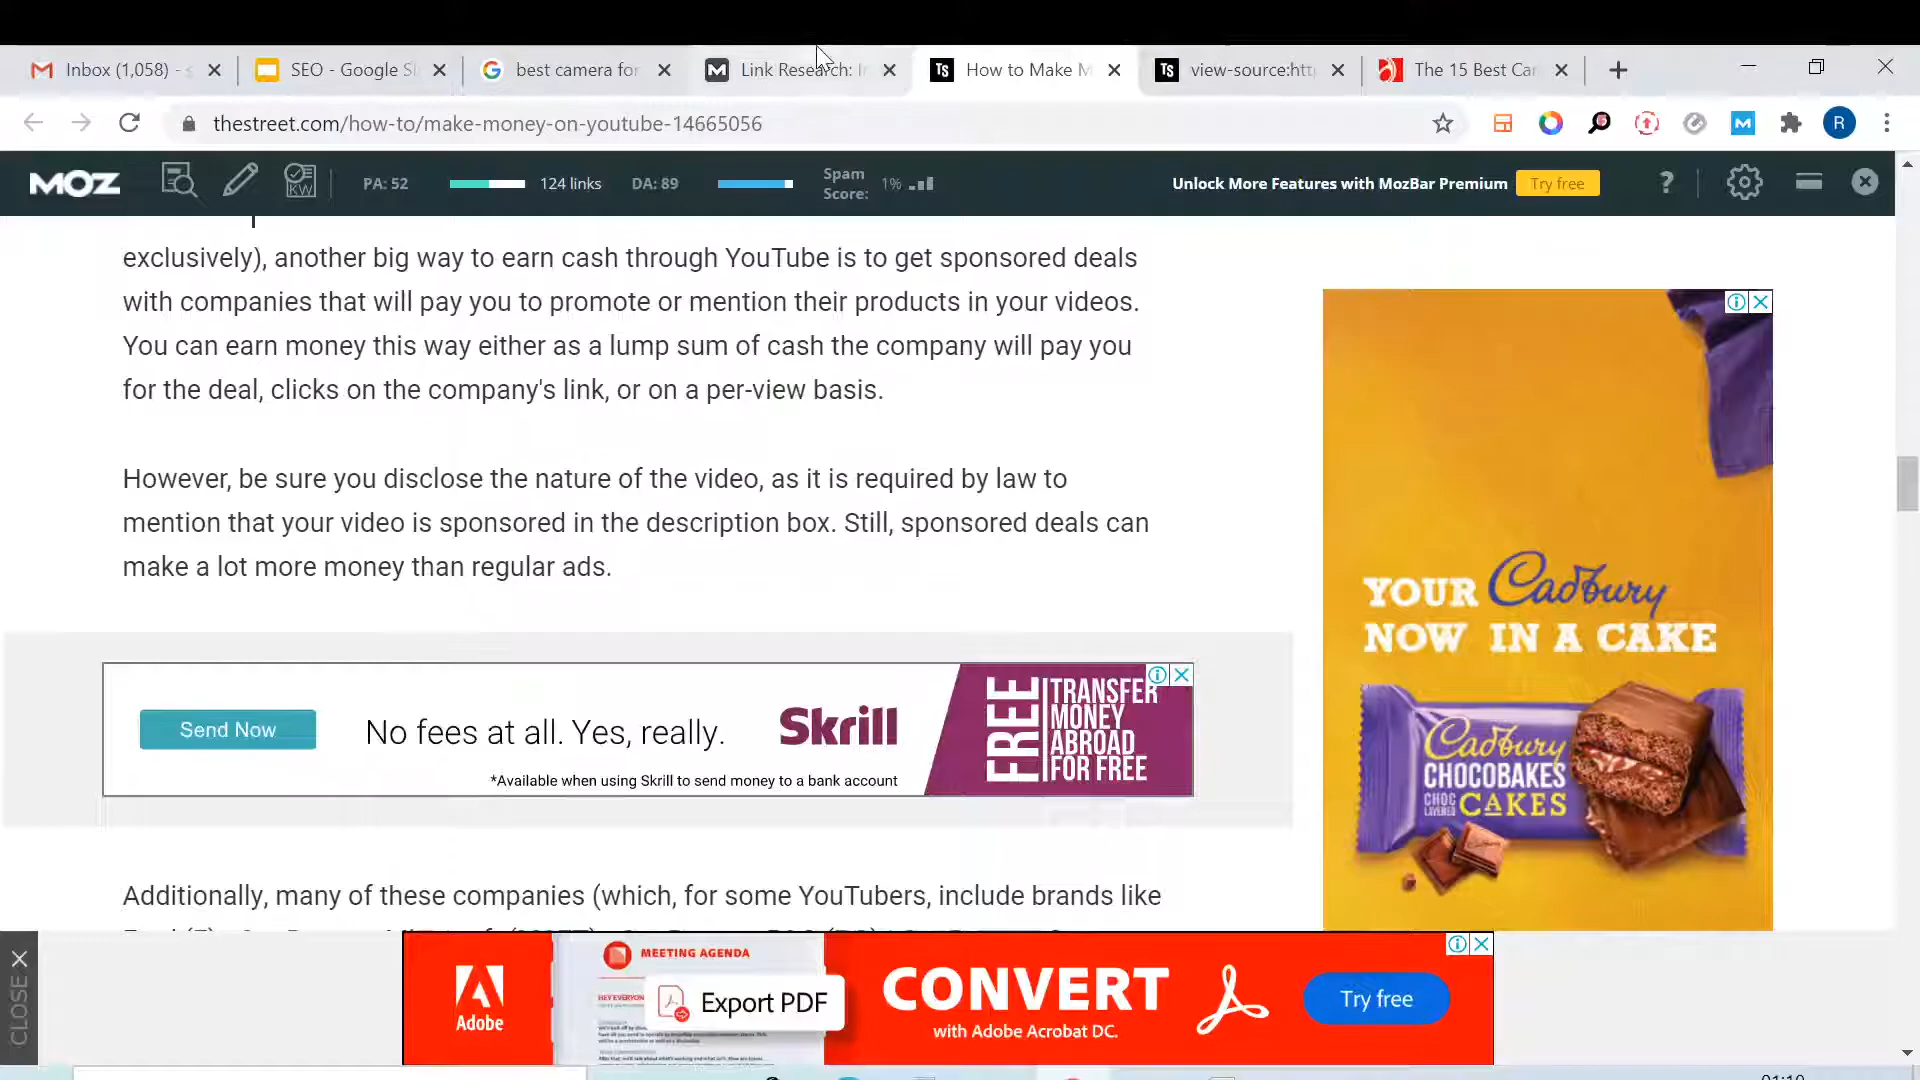 Inbox (1,058) -
SEO - Google Sl
best camera for
Link Research: I
How to Make M
view-source:htt
The 15 Best Ca
thestreet.com/how-to/make-money-on-youtube-14665056
R
MOZ
KW
PA: 52
124 links
DA: 89
Spam
Score:
1%
Unlock More Features with MozBar Premium
Try free
exclusively), another big way to earn cash through YouTube is to get sponsored deals
with companies that will pay you to promote or mention their products in your videos.
You can earn money this way either as a lump sum of cash the company will pay you
for the deal, clicks on the company's link, or on a per-view basis.
However, be sure you disclose the nature of the video, as it is required by law to
mention that your video is sponsored in the description box. Still, sponsored deals can
make a lot more money than regular ads.
Send Now
No fees at all. Yes, really.
Skrill
*Available when using Skrill to send money to a bank account
FREE
TRANSFER
MONEY
ABROAD
FOR FREE
YOUR Cadbury
NOW IN A CAKE
Cadbury
CHOCOBAKES
CHOC
LAYERED
CAKES
Additionally, many of these companies (which, for some YouTubers, include brands like
CLOSE
Adobe
MEETING AGENDA
Export PDF
CONVERT
with Adobe Acrobat DC.
Try free